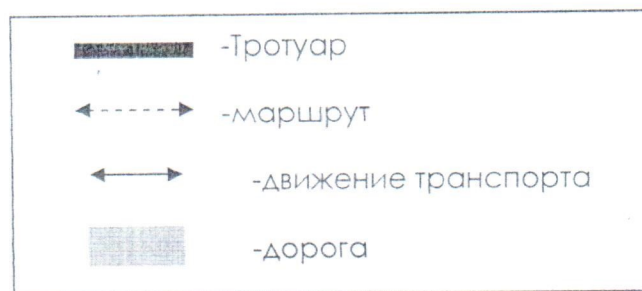 -Тротуар
-маршрут
-движение транспорта
-дорога